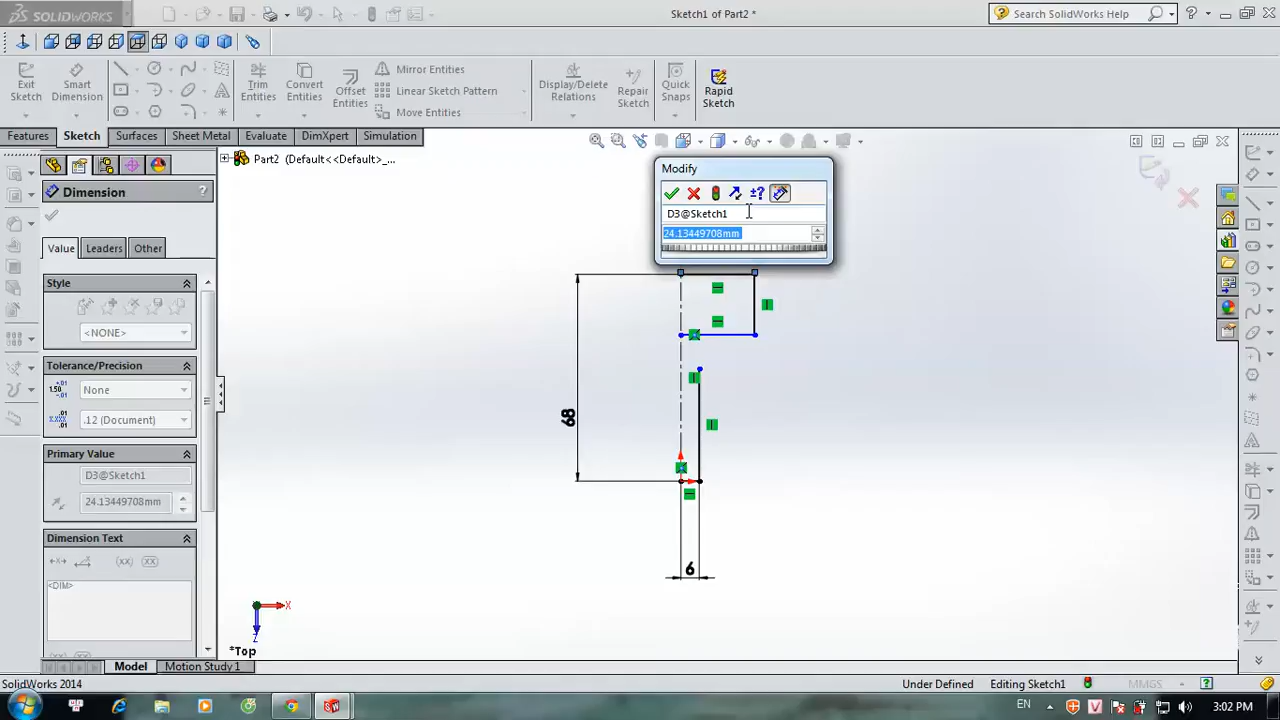 SOLIDWORKS
Sketch1 of Part2 *
Search SolidWorks Help
Exit Sketch
Smart Dimension
Trim Entities
Convert Entities
Offset Entities
Mirror Entities
Linear Sketch Pattern
Move Entities
Display/Delete Relations
Repair Sketch
Quick Snaps
Rapid Sketch
Features
Sketch
Surfaces
Sheet Metal
Evaluate
DimXpert
Simulation
Part2 (Default<<Default>_...
Modify
D3@Sketch1
24.13449708mm
Dimension
?
Value
Leaders
Other
Style
<NONE>
Tolerance/Precision
None
.12 (Document)
Primary Value
D3@Sketch1
24.13449708mm
Dimension Text
(xx)
(xx)
<DIM>
68
6
X
Z
*Top
Model
Motion Study 1
SolidWorks 2014
Under Defined
Editing Sketch1
MMGS
EN
3:02 PM